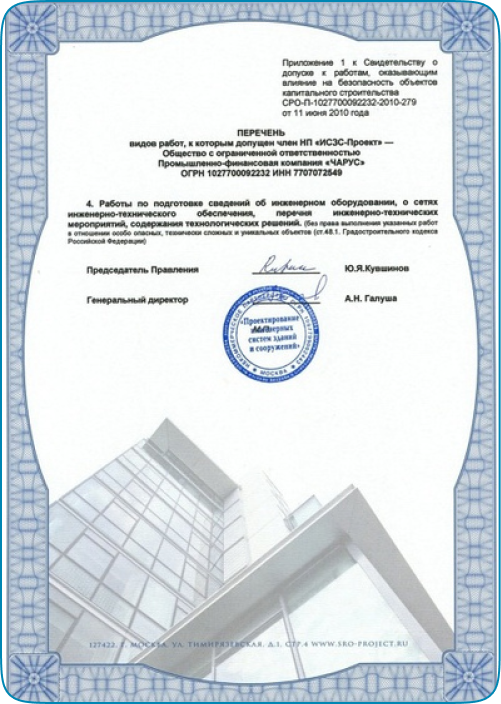 Приложение 1 к Свидетельству о
допуске к работам, оказывающим
влияние на безопасность объектов
капитального строительства
СРО-П-1027700092232-2010-279
от 11 июня 2010 года
ПЕРЕЧЕНЬ
видов работ, к которым допущен член НП «ИСЗС-Проект» —
Общество с ограниченной ответственностью
Промышленно-финансовая компания «ЧАРУС»
ОГРН 1027700092232 ИНН 7707072549
4. Работы по подготовке сведений об инженерном оборудовании, о сетях
инженерно-технического обеспечения, перечня инженерно-технических
мероприятий, содержания технологических решений. (без права выполнения указанных работ
в отношении особо опасных, технически сложных и уникальных объектов (ст.48.1. Градостроительного кодекса
Российской Федерации)
Председатель Правления Ю.Я.Кувшинов
Генеральный директор А.Н. Галуша
«Проектирование
инженерных
систем зданий
и сооружений»
МОСКВА
127422, Г. МОСКВА, УЛ. ТИМИРЯЗЕВСКАЯ, Д.1, СТР.4 WWW.SRO-PROJECT.RU